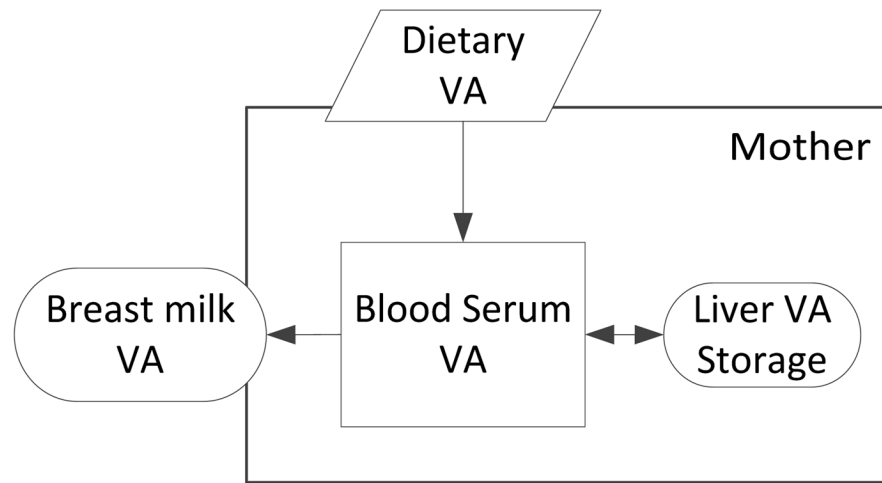 Dietary
VA
Mother
Breast milk
VA
Blood Serum
VA
Liver VA
Storage